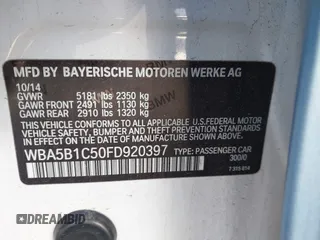 MFD BY BAYERISCHE MOTOREN WERKE AG
10/14
GVWR 5181 lbs 2350 kg
GAWR FRONT 2491 lbs 1130 kg
GAWR REAR 2910 lbs 1320 kg
THIS VEHICLE CONFORMS TO ALL APPLICABLE
U.S.FEDERAL MOTOR VEHICLE SAFETY,
BUMPER, AND THEFT PREVENTION STANDARDS
IN EFFECT ON THE DATE OF MANUFACTURE
SHOWN ABOVE.
WBA5B1C50FD920397 TYPE: PASSENGER CAR
300/0
DREAMBID